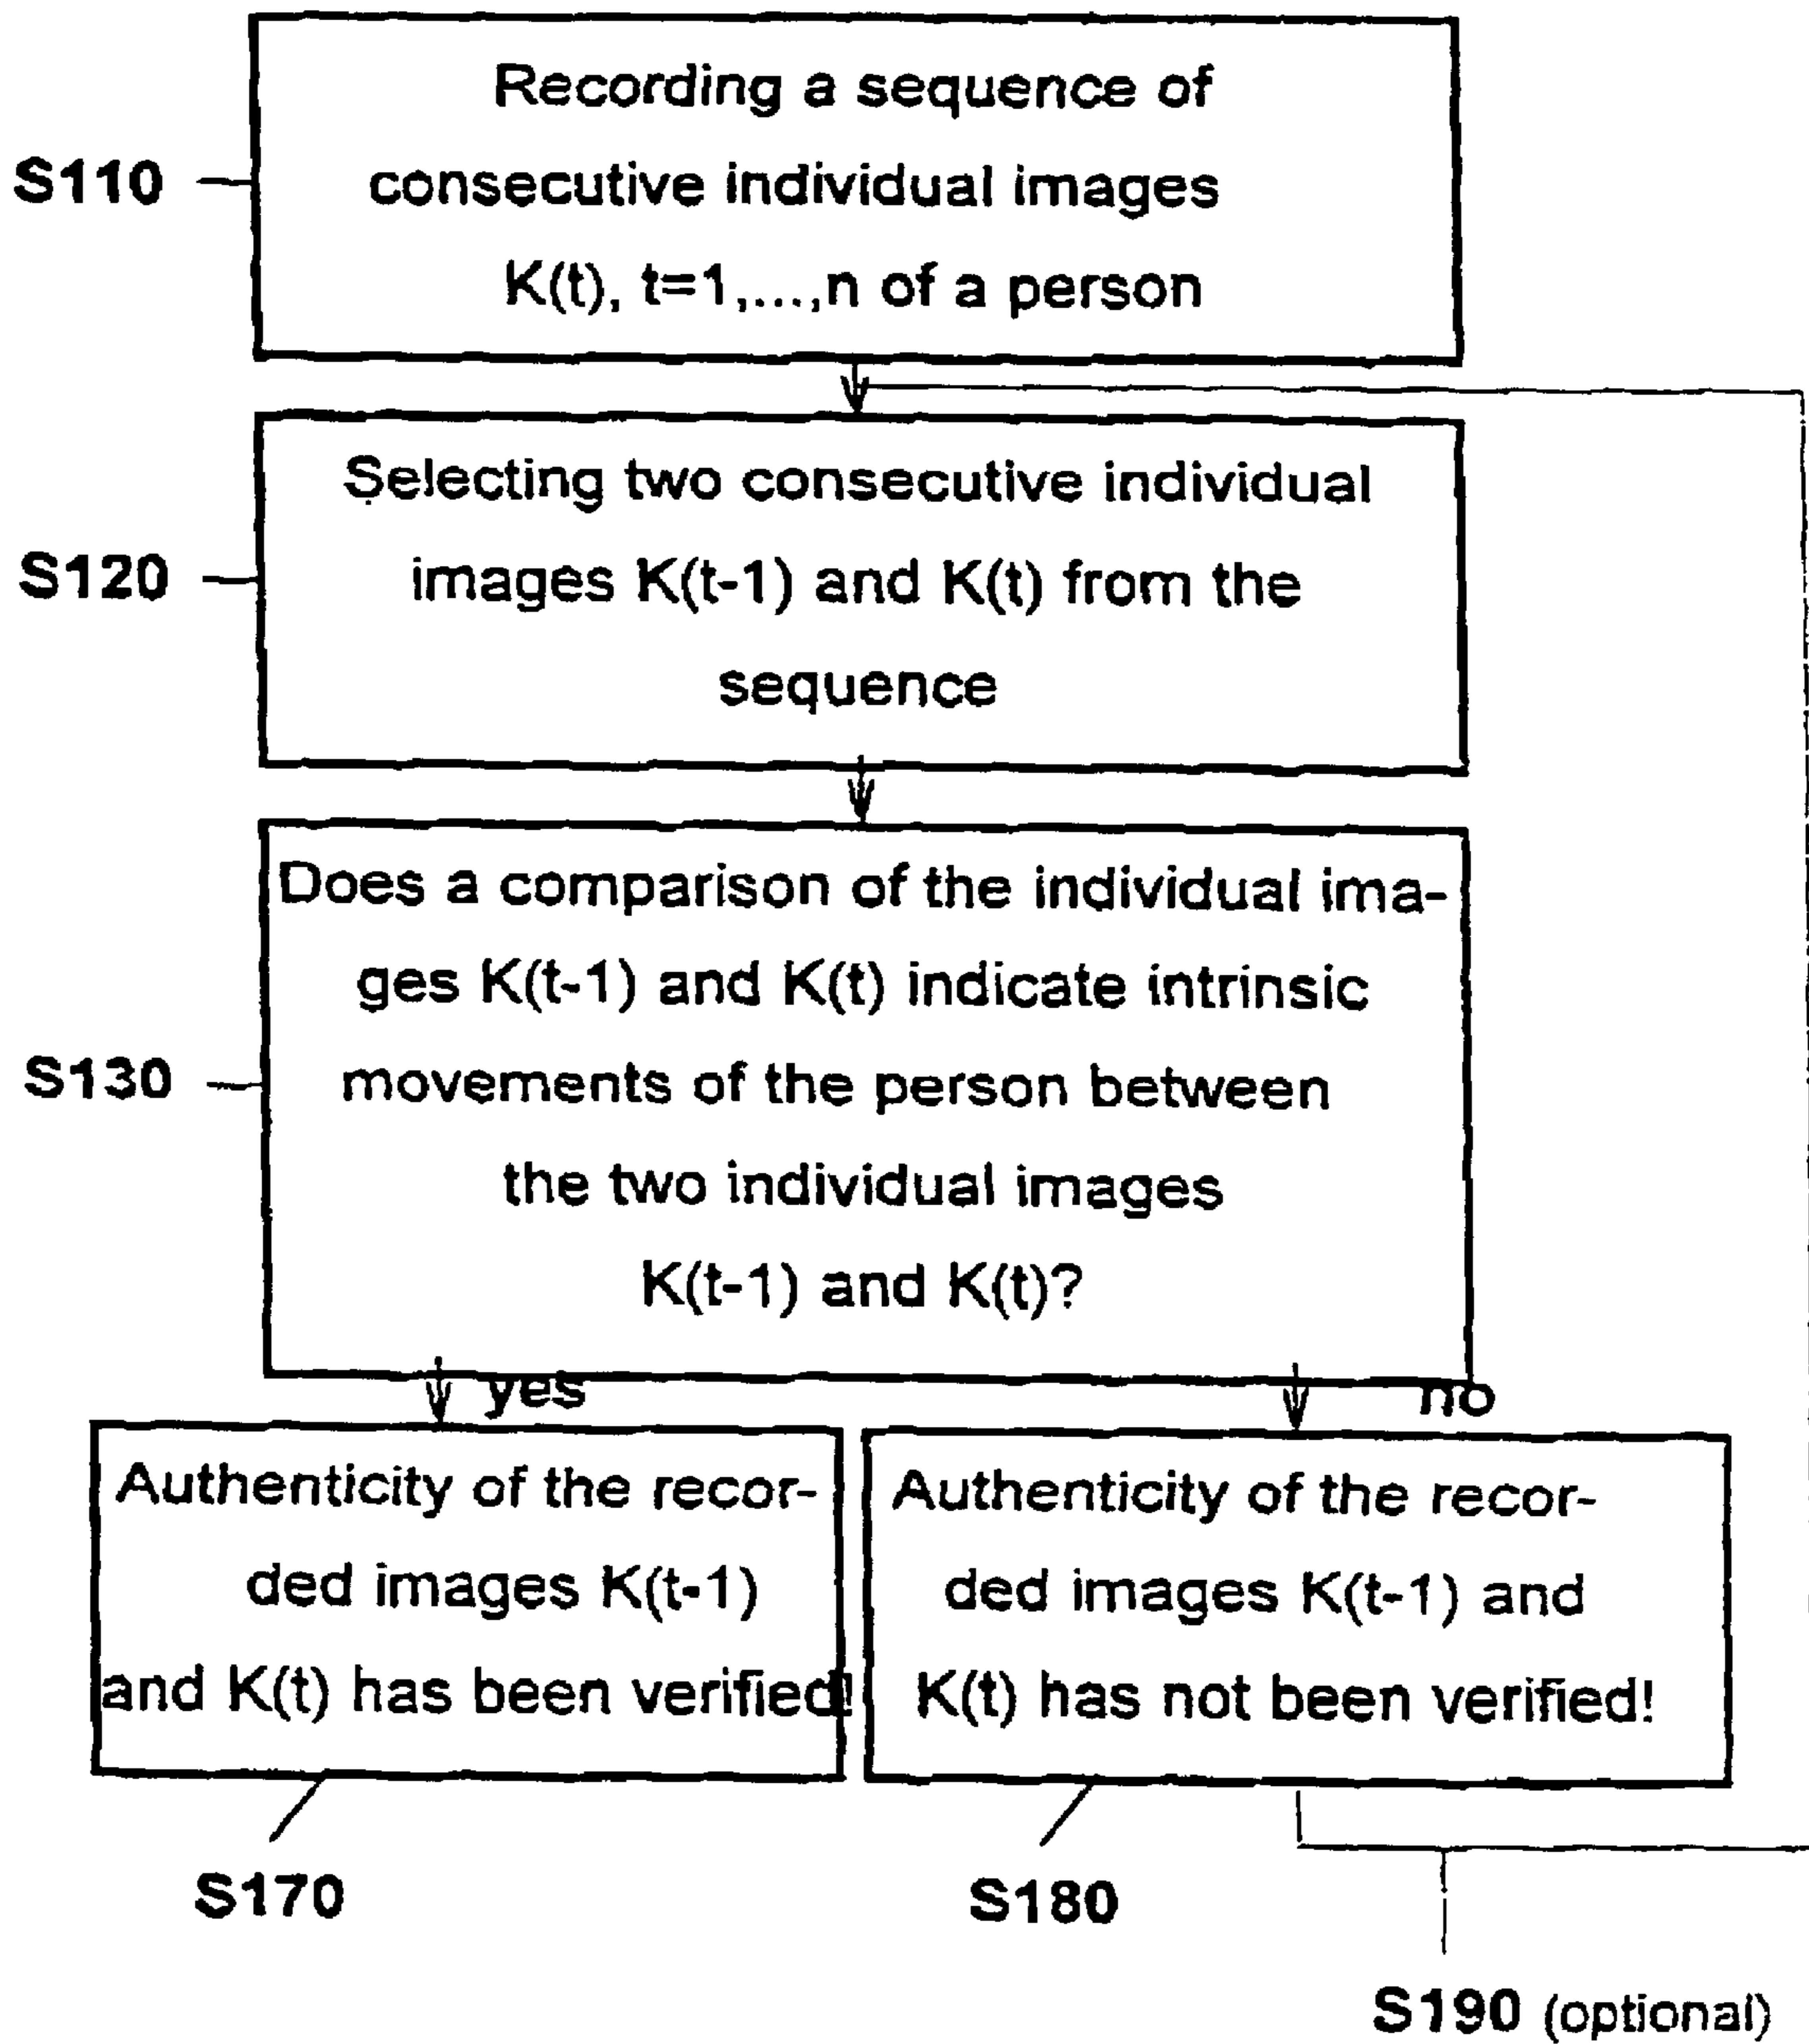 Recording a sequence of
consecutive individual images
K(t), t=1,...,n of a person
S110
Selecting two consecutive individual
images K(t-1) and K(t) from the
sequence
S120
Does a comparison of the individual ima-
ges K(t-1) and K(t) indicate intrinsic
movements of the person between
the two individual images
K(t-1) and K(t)?
S130
yes
no
Authenticity of the recor-
ded images K(t-1)
and K(t) has been verified!
Authenticity of the recor-
ded images K(t-1) and
K(t) has not been verified!
S170
S180
S190 (optional)